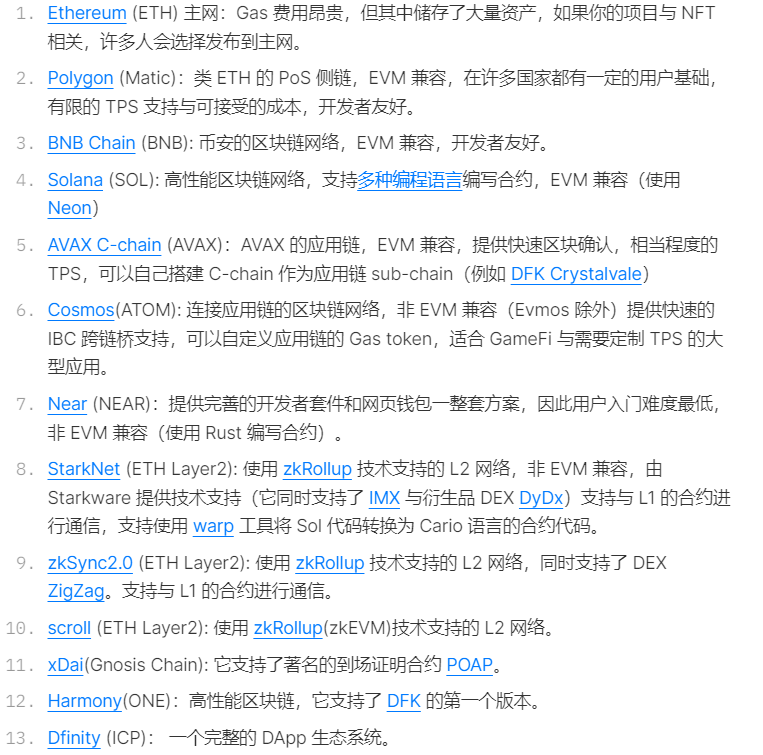 1. Ethereum (ETH) 主网：Gas 费用昂贵，但其中储存了大量资产，如果你的项目与 NFT
相关，许多人会选择发布到主网。
2. Polygon (Matic)：类 ETH 的 PoS 侧链，EVM 兼容，在许多国家都有一定的用户基础，
有限的 TPS 支持与可接受的成本，开发者友好。
3. BNB Chain (BNB): 币安的区块链网络，EVM 兼容，开发者友好。
4. Solana (SOL): 高性能区块链网络，支持多种编程语言编写合约，EVM 兼容（使用
Neon）
5. AVAX C-chain (AVAX)：AVAX 的应用链，EVM 兼容，提供快速区块确认，相当程度的
TPS，可以自己搭建 C-chain 作为应用链 sub-chain（例如 DFK Crystalvale）
6. Cosmos(ATOM): 连接应用链的区块链网络，非 EVM 兼容（Evmos 除外）提供快速的
IBC 跨链桥支持，可以自定义应用链的 Gas token，适合 GameFi 与需要定制 TPS 的大
型应用。
7. Near (NEAR)：提供完善的开发者套件和网页钱包一整套方案，因此用户入门难度最低，
非 EVM 兼容（使用 Rust 编写合约）。
8. StarkNet (ETH Layer2): 使用 zkRollup 技术支持的 L2 网络，非 EVM 兼容，由
Starkware 提供技术支持（它同时支持了 IMX 与衍生品 DEX DyDx）支持与 L1 的合约进
行通信，支持使用 warp 工具将 Sol 代码转换为 Cario 语言的合约代码。
9. zkSync2.0 (ETH Layer2): 使用 zkRollup 技术支持的 L2 网络，同时支持了 DEX
ZigZag。支持与 L1 的合约进行通信。
10. scroll (ETH Layer2): 使用 zkRollup(zkEVM)技术支持的 L2 网络。
11. xDai(Gnosis Chain): 它支持了著名的到场证明合约 POAP。
12. Harmony(ONE)：高性能区块链，它支持了 DFK 的第一个版本。
13. Dfinity (ICP)： 一个完整的 DApp 生态系统。